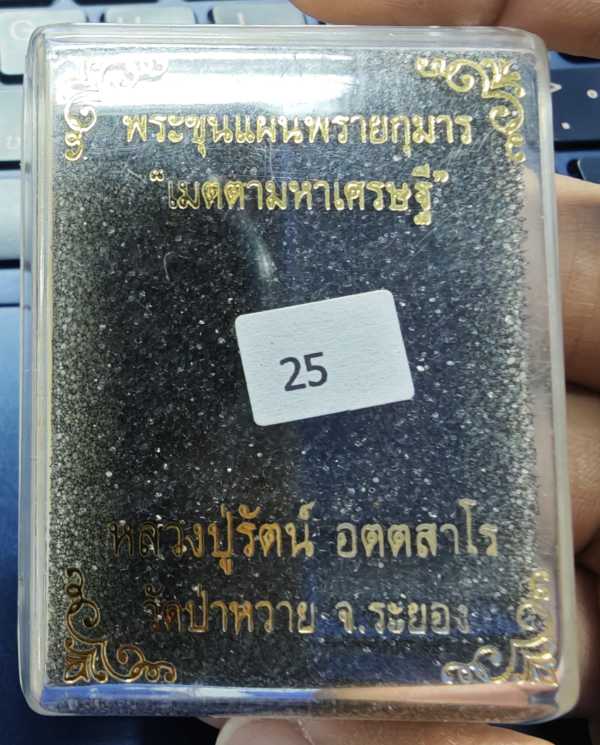 พระขุนแผนพรายกุมาร
"เมตตามหาเศรษฐี"
25
หลวงปู่รัตน์ อตตสาโร
วัดป่าหวาย จ.ระยอง